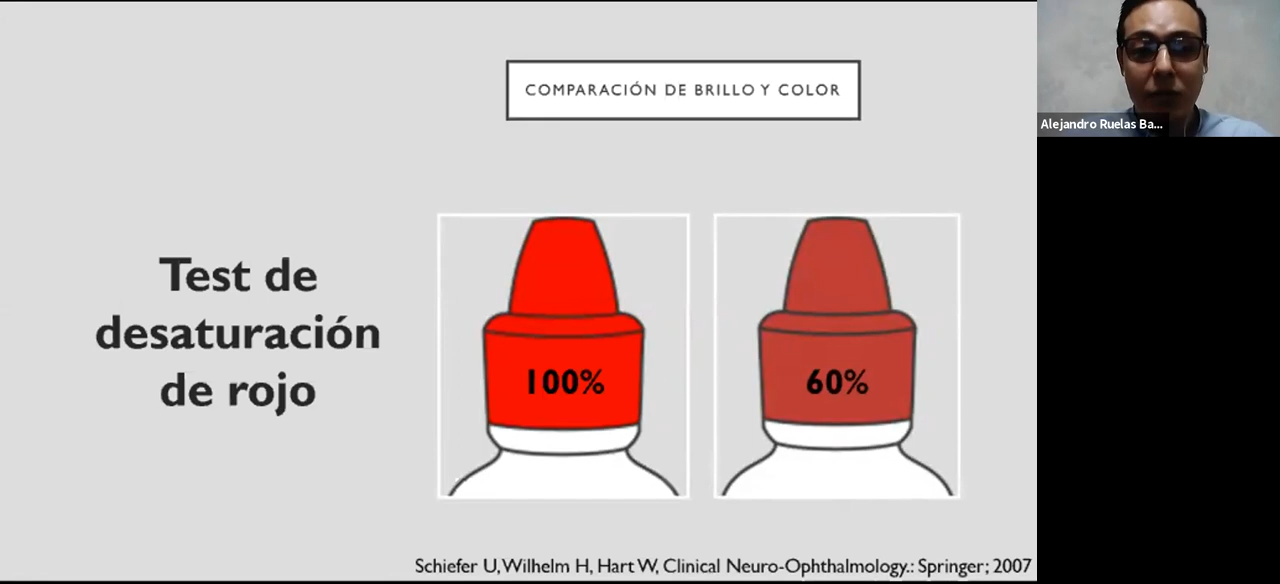 COMPARACIÓN DE BRILLO Y COLOR
Alejandro Ruelas Ba...
Test de
desaturación
de rojo
100%
60%
Schiefer U, Wilhelm H, Hart W, Clinical Neuro-Ophthalmology.: Springer; 2007